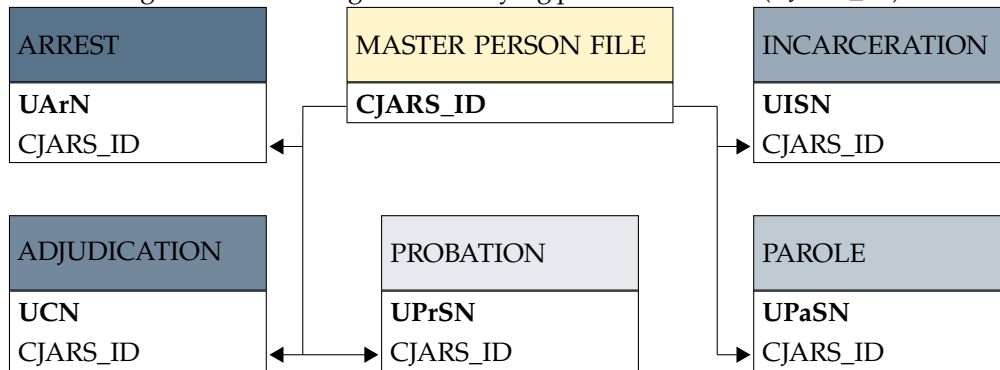 ARREST
UArN
CJARS_ID
MASTER PERSON FILE
CJARS_ID
INCARCERATION
UISN
CJARS_ID
ADJUDICATION
UCN
CJARS_ID
PROBATION
UPrSN
CJARS_ID
PAROLE
UPaSN
CJARS_ID